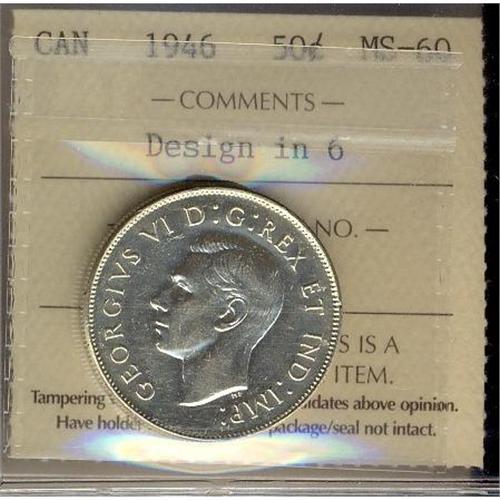 CAN 1946 50¢ MS-60
— COMMENTS —
Design in 6
NO. —
GEORGIVS VI D:G:REX ET IND:IMP:
S IS A
ITEM.
Tampering idates above opinion.
Have holder package/seal not intact.